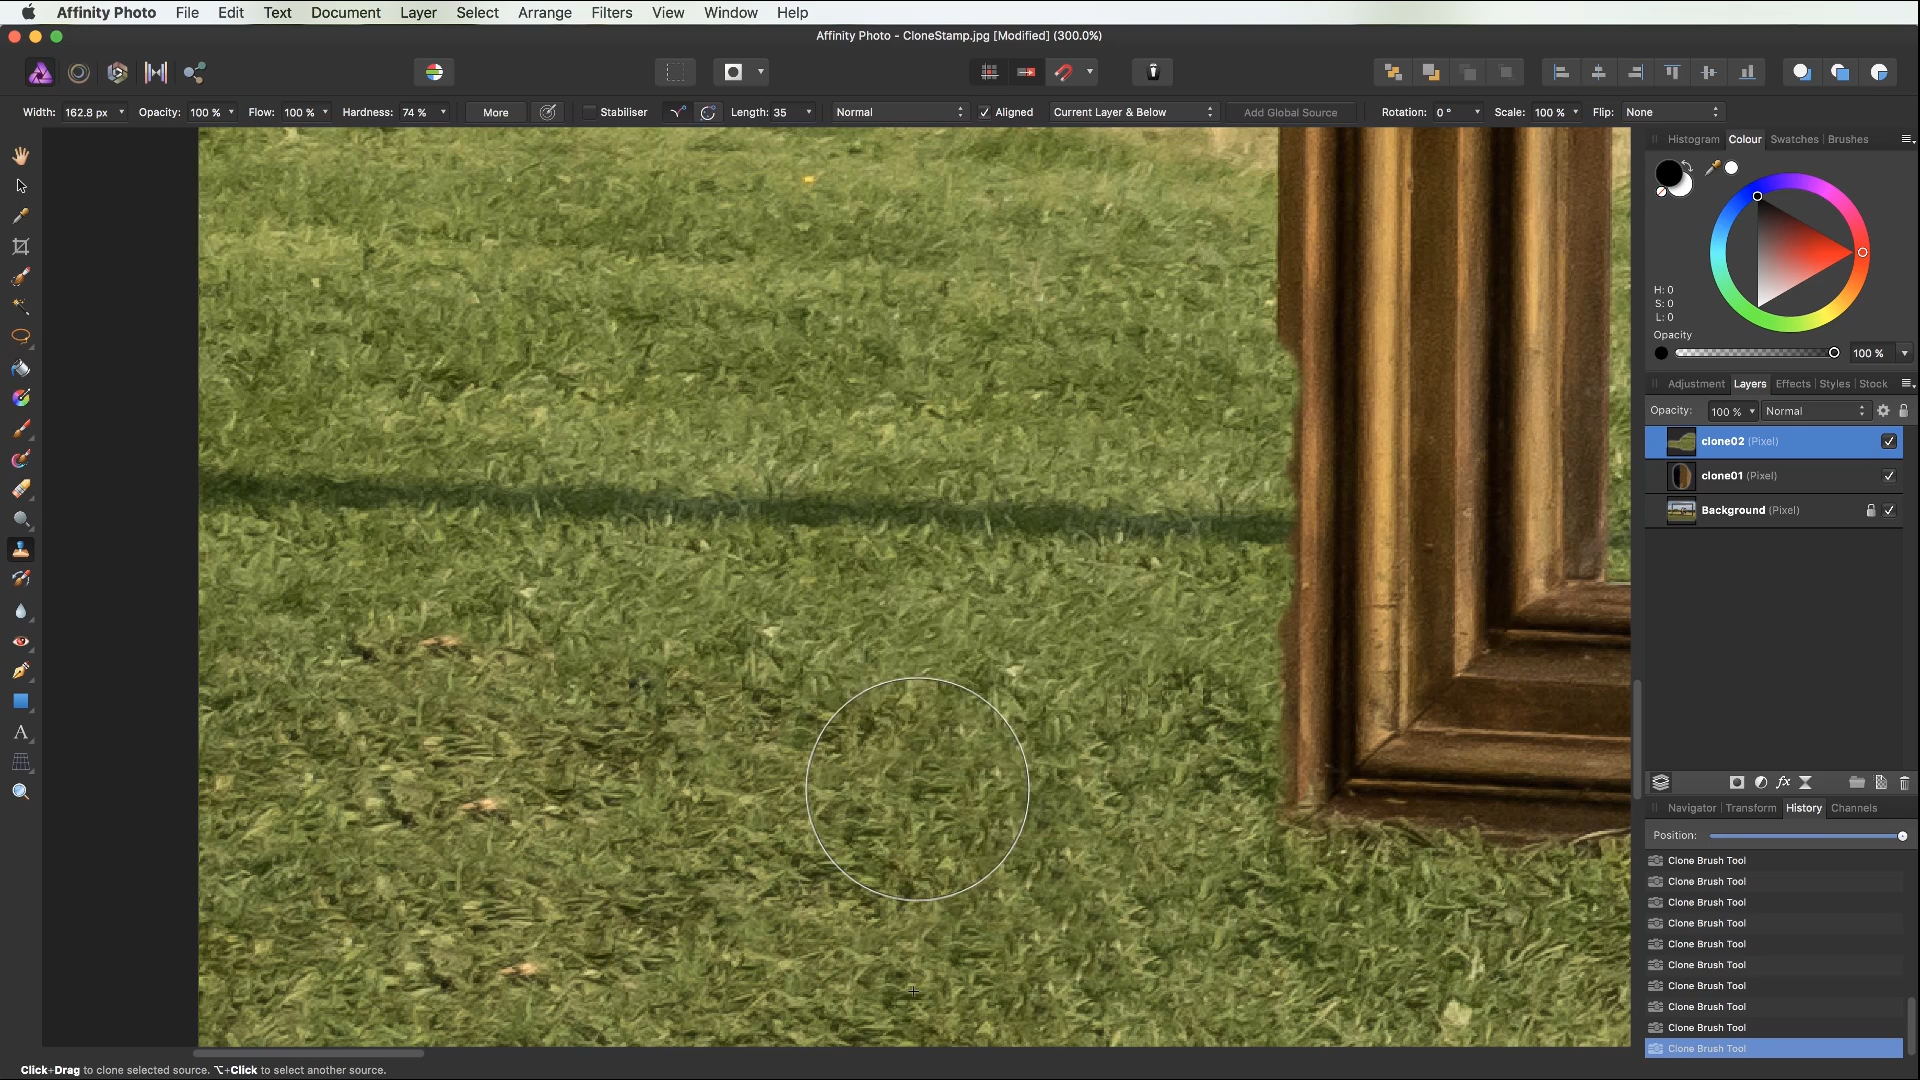 Affinity Photo File Edit Text Document Layer Select Arrange Filters View Window Help
Affinity Photo - CloneStamp.jpg [Modified] (300.0%)
Width: 162.8 px Opacity: 100 % Flow: 100 % Hardness: 74 % More Stabiliser Length: 35 Normal Aligned Current Layer & Below Add Global Source Rotation: 0 ° Scale: 100 % Flip: None
Histogram Colour Swatches Brushes
H: 0
S: 0
L: 0
Opacity
100 %
Adjustment Layers Effects Styles Stock
Opacity: 100 % Normal
clone02 (Pixel)
clone01 (Pixel)
Background (Pixel)
fx
Navigator Transform History Channels
Position:
Clone Brush Tool
Clone Brush Tool
Clone Brush Tool
Clone Brush Tool
Clone Brush Tool
Clone Brush Tool
Clone Brush Tool
Clone Brush Tool
Clone Brush Tool
Clone Brush Tool
Click+Drag to clone selected source. ⌥+Click to select another source.